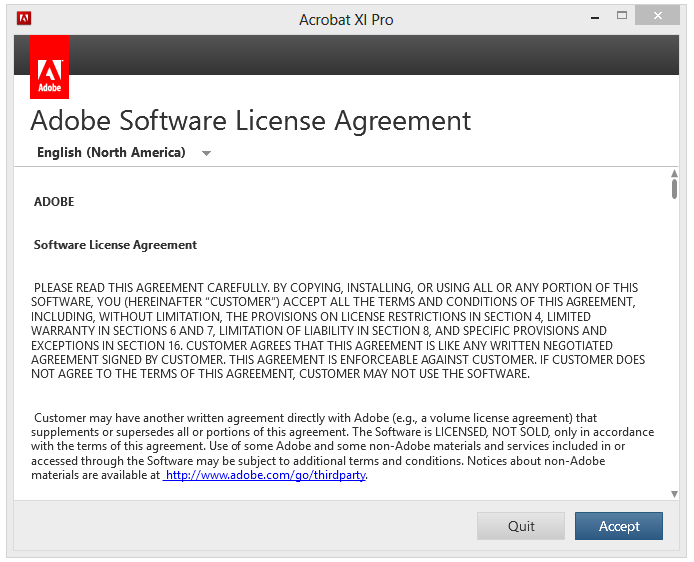 Acrobat XI Pro
Adobe
Adobe Software License Agreement
English (North America)
ADOBE
Software License Agreement
PLEASE READ THIS AGREEMENT CAREFULLY. BY COPYING, INSTALLING, OR USING ALL OR ANY PORTION OF THIS
SOFTWARE, YOU (HEREINAFTER “CUSTOMER”) ACCEPT ALL THE TERMS AND CONDITIONS OF THIS AGREEMENT,
INCLUDING, WITHOUT LIMITATION, THE PROVISIONS ON LICENSE RESTRICTIONS IN SECTION 4, LIMITED
WARRANTY IN SECTIONS 6 AND 7, LIMITATION OF LIABILITY IN SECTION 8, AND SPECIFIC PROVISIONS AND
EXCEPTIONS IN SECTION 16. CUSTOMER AGREES THAT THIS AGREEMENT IS LIKE ANY WRITTEN NEGOTIATED
AGREEMENT SIGNED BY CUSTOMER. THIS AGREEMENT IS ENFORCEABLE AGAINST CUSTOMER. IF CUSTOMER DOES
NOT AGREE TO THE TERMS OF THIS AGREEMENT, CUSTOMER MAY NOT USE THE SOFTWARE.
Customer may have another written agreement directly with Adobe (e.g., a volume license agreement) that
supplements or supersedes all or portions of this agreement. The Software is LICENSED, NOT SOLD, only in accordance
with the terms of this agreement. Use of some Adobe and some non-Adobe materials and services included in or
accessed through the Software may be subject to additional terms and conditions. Notices about non-Adobe
materials are available at http://www.adobe.com/go/thirdparty.
Quit
Accept